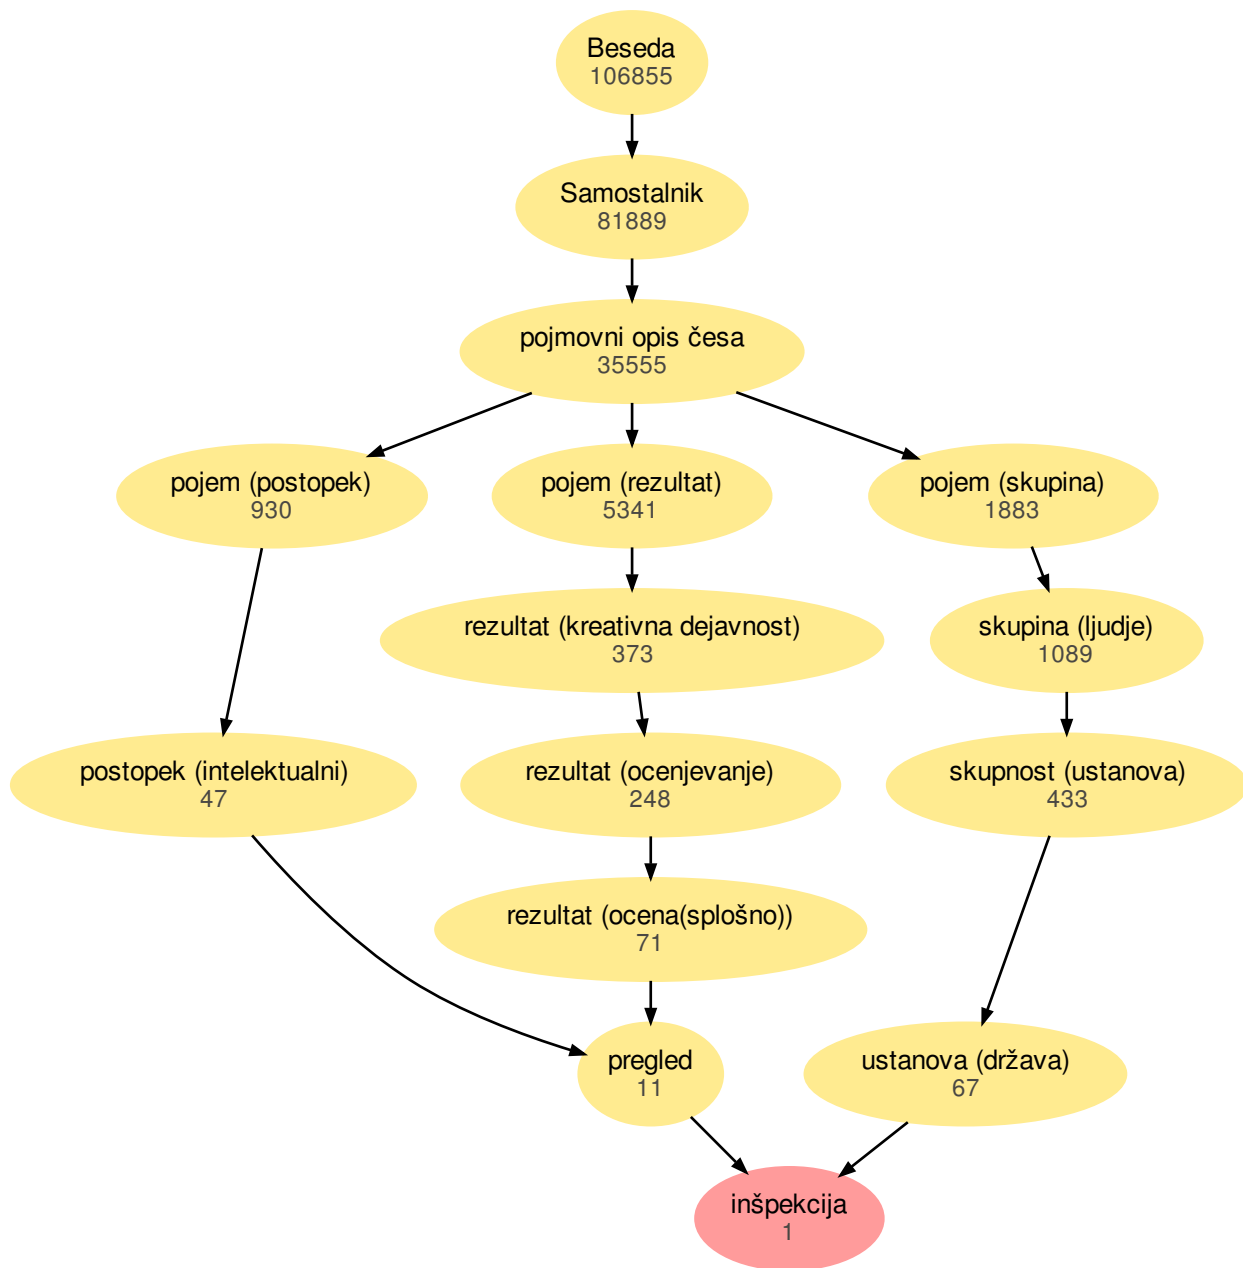 Beseda
106855
Samostalnik
81889
pojmovni opis česa
35555
pojem (postopek)
930
pojem (rezultat)
5341
pojem (skupina)
1883
rezultat (kreativna dejavnost)
373
skupina (ljudje)
1089
postopek (intelektualni)
47
rezultat (ocenjevanje)
248
skupnost (ustanova)
433
rezultat (ocena(splošno))
71
pregled
11
ustanova (država)
67
inšpekcija
1